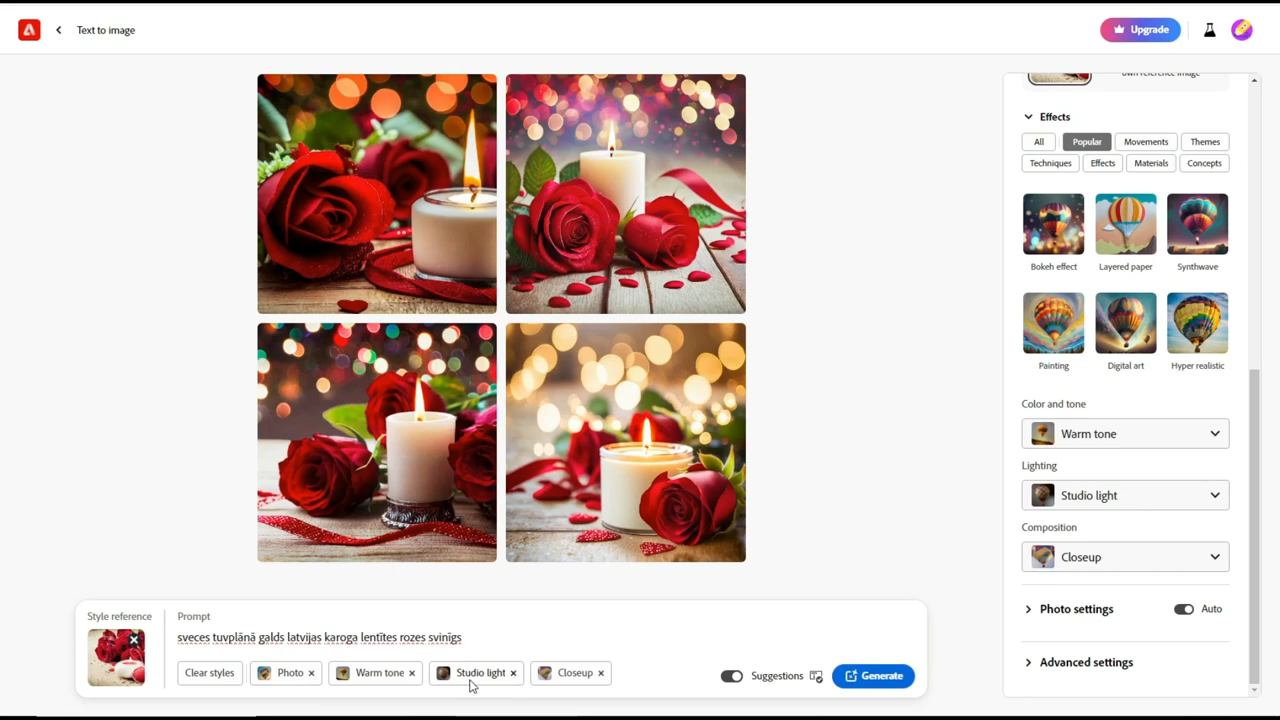 Text to image
Upgrade
own reference image
Effects
All Popular Movements Themes
Techniques Effects Materials Concepts
Bokeh effect Layered paper Synthwave
Painting Digital art Hyper realistic
Color and tone
Warm tone
Lighting
Studio light
Composition
Closeup
Photo settings Auto
Advanced settings
Style reference
Prompt
sveces tuvplānā galds latvijas karoga lentītes rozes svinīgs
Clear styles Photo Warm tone Studio light Closeup
Suggestions Generate